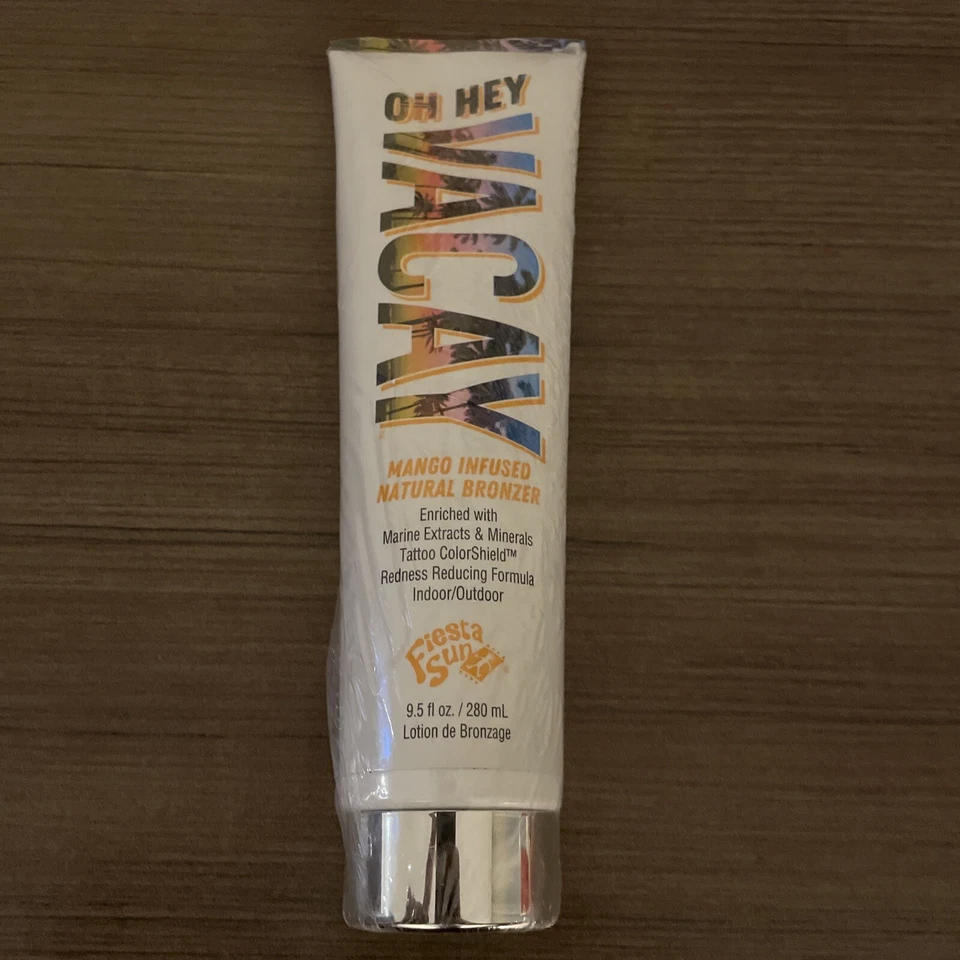 OH HEY
VACAY
MANGO INFUSED
NATURAL BRONZER
Enriched with
Marine Extracts & Minerals
Tattoo ColorShield™
Redness Reducing Formula
Indoor/Outdoor
Fiesta
Sun®
9.5 fl oz. / 280 mL
Lotion de Bronzage